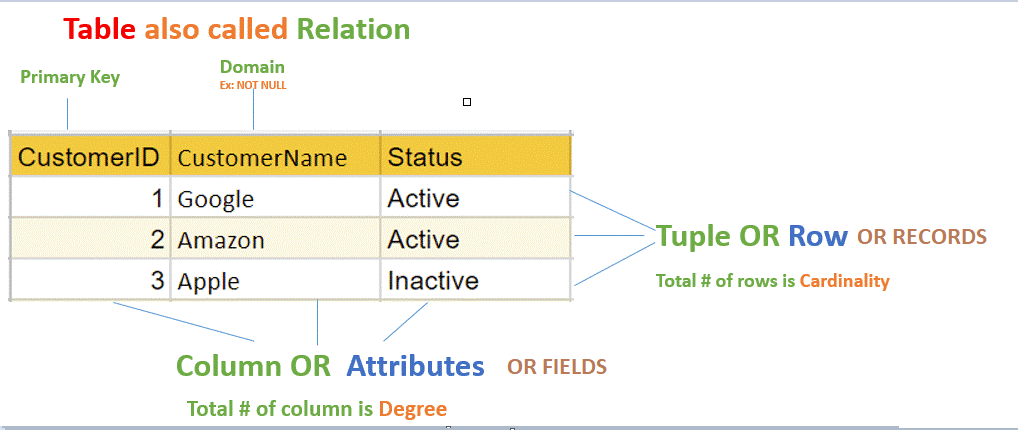 Table also called Relation
Primary Key
Domain
Ex: NOT NULL
CustomerID CustomerName Status
1 Google Active
2 Amazon Active
3 Apple Inactive
Tuple OR Row OR RECORDS
Total # of rows is Cardinality
Column OR Attributes OR FIELDS
Total # of column is Degree